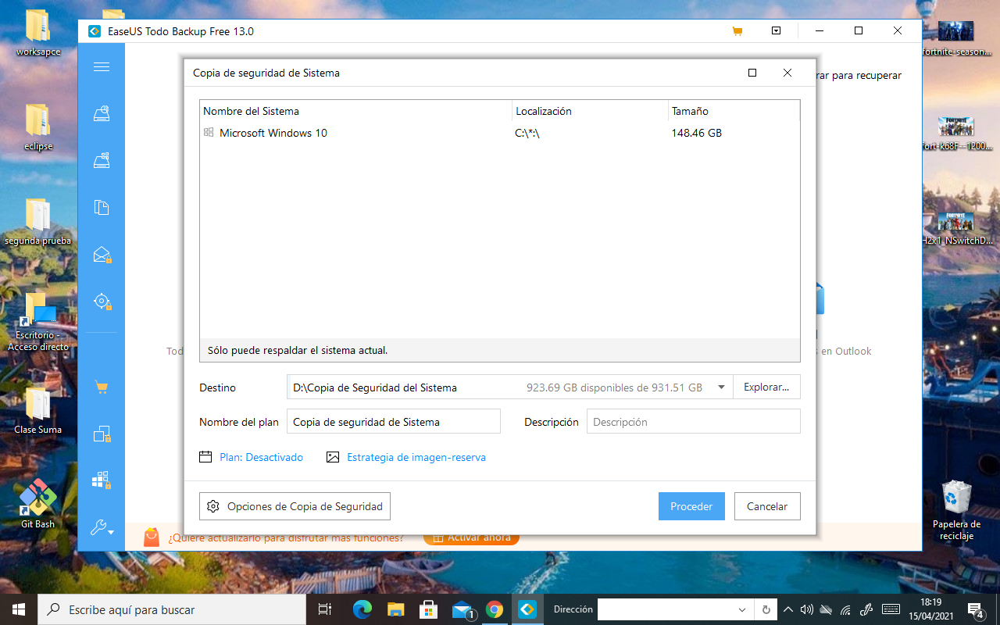 EaseUS Todo Backup Free 13.0
worksapce
eclipse
segunda prueba
Escritorio -
Acceso directo
Clase Suma
Git Bash
rar para recuperar
Copia de seguridad de Sistema
Nombre del Sistema Localización Tamaño
Microsoft Windows 10 C:\*:\ 148.46 GB
Sólo puede respaldar el sistema actual.
Tod
s en Outlook
Destino D:\Copia de Seguridad del Sistema 923.69 GB disponibles de 931.51 GB Explorar...
Nombre del plan Copia de seguridad de Sistema Descripción Descripción
Plan: Desactivado Estrategia de imagen-reserva
Opciones de Copia de Seguridad Proceder Cancelar
¿Quiere actualizarlo para disfrutar más funciones? Activar ahora
fortnite-season...
FORTNITE
fort-k68F--1200...
FORTNITE
H2x1_NSwitchD...
Papelera de
reciclaje
Escribe aquí para buscar
1
Dirección
18:19
15/04/2021
4